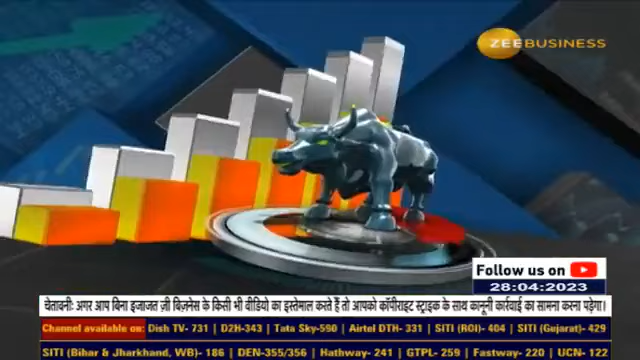 ZEEBUSINESS
Follow us on
28:04:2023
चेतावनी: अगर आप बिना इजाजत ज़ी बिज़नेस के किसी भी वीडियो का इस्तेमाल करते हैं तो आपको कॉपीराइट स्ट्राइक के साथ कानूनी कार्रवाई का सामना करना पड़ेगा।
Channel available on: Dish TV- 731 | D2H-343 | Tata Sky-590 | Airtel DTH- 331 | SITI (ROI)- 404 | SITI (Gujarat)- 429
SITI (Bihar & Jharkhand, WB)- 186 | DEN-355/356 | Hathway- 241 | GTPL- 259 | Fastway- 220 | UCN- 122